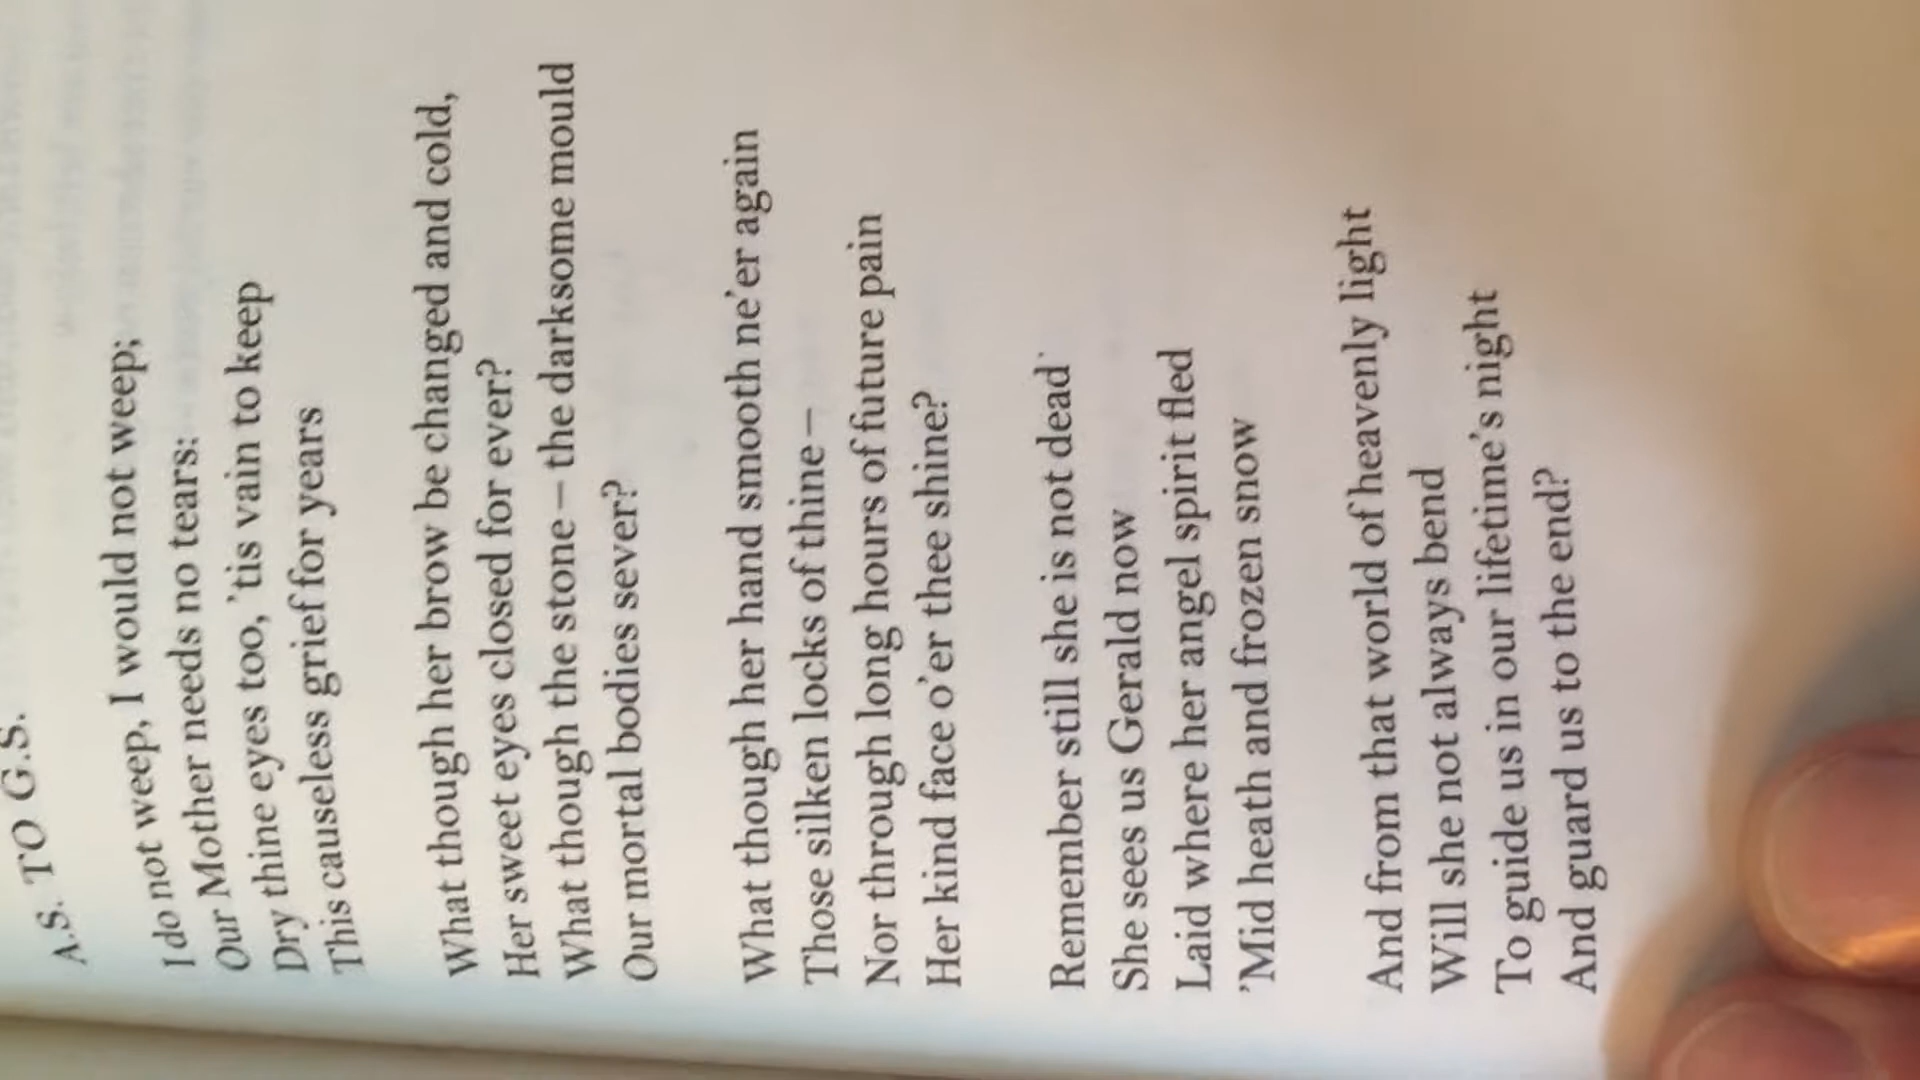 A.S. TO G.S.
I do not weep, I would not weep;
Our Mother needs no tears:
Dry thine eyes too, 'tis vain to keep
This causeless grief for years
What though her brow be changed and cold,
Her sweet eyes closed for ever?
What though the stone – the darksome mould
Our mortal bodies sever?
What though her hand smooth ne'er again
Those silken locks of thine –
Nor through long hours of future pain
Her kind face o'er thee shine?
Remember still she is not dead
She sees us Gerald now
Laid where her angel spirit fled
'Mid heath and frozen snow
And from that world of heavenly light
Will she not always bend
To guide us in our lifetime's night
And guard us to the end?